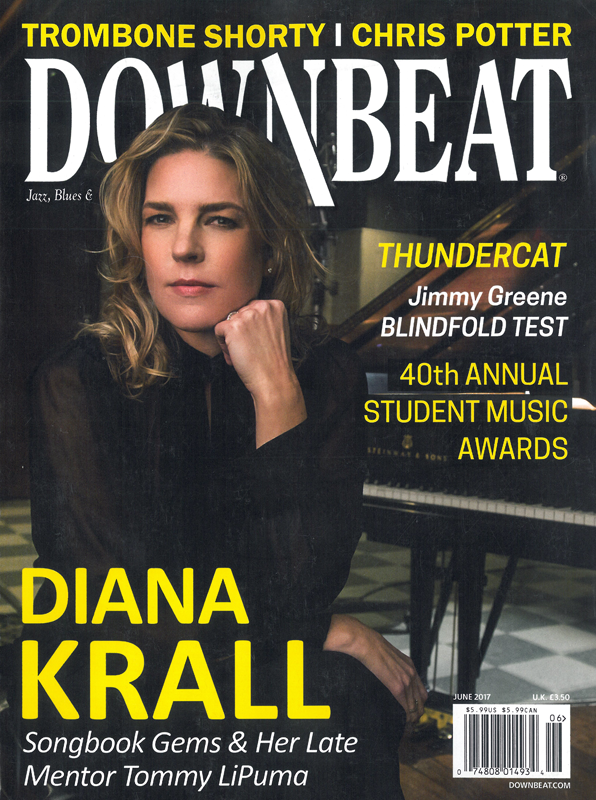 TROMBONE SHORTY | CHRIS POTTER
DOWNBEAT®
Jazz, Blues &
THUNDERCAT
Jimmy Greene
BLINDFOLD TEST
40th ANNUAL
STUDENT MUSIC
AWARDS
STEINWAY & SONS
DIANA
KRALL
Songbook Gems & Her Late
Mentor Tommy LiPuma
JUNE 2017 U.K. £3.50
$5.99US $5.99CAN
06>
0 74808 01493 4
DOWNBEAT.COM